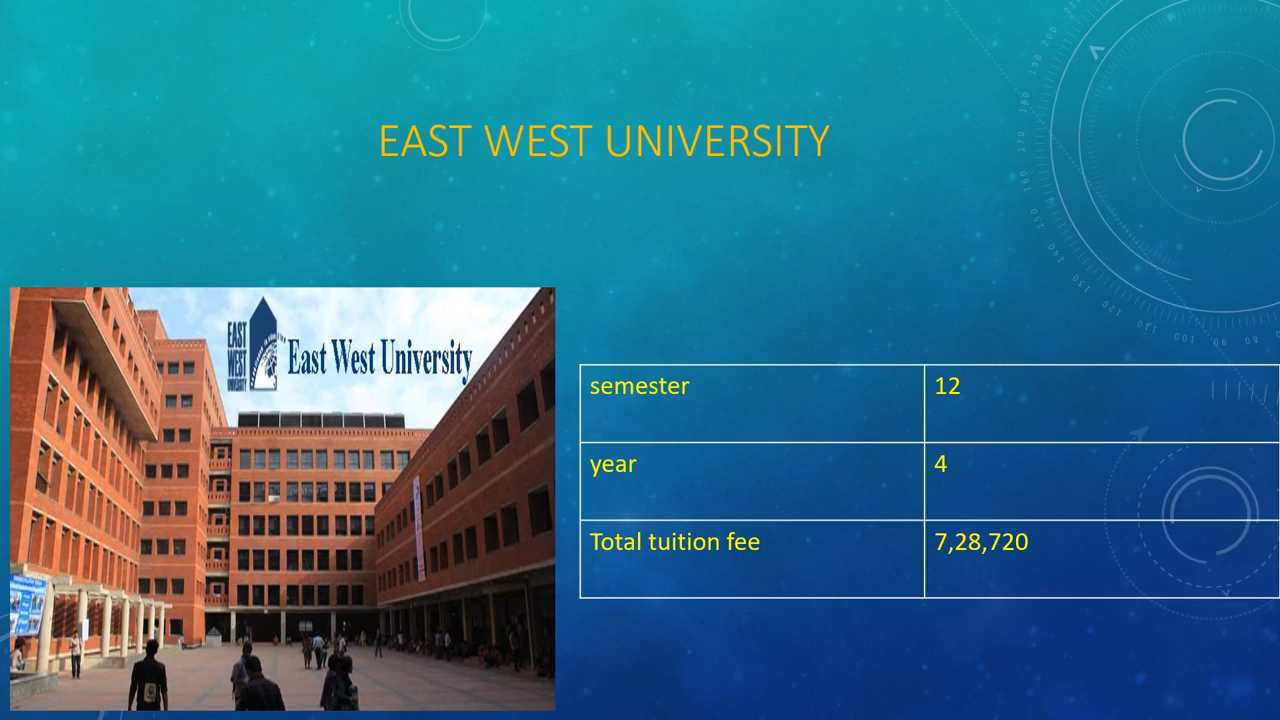 EAST WEST UNIVERSITY
EAST
WEST
UNIVERSITY
East West University
semester 12
year 4
Total tuition fee 7,28,720